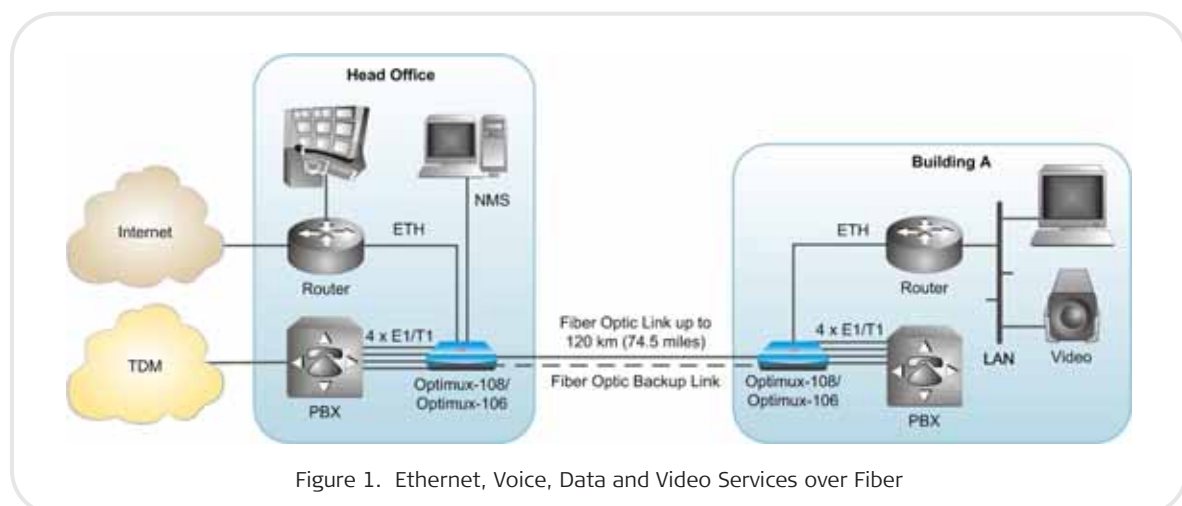 Head Office
NMS
Internet
ETH
Router
TDM
4 x E1/T1
PBX
Optimux-108/
Optimux-106
Fiber Optic Link up to
120 km (74.5 miles)
Fiber Optic Backup Link
Building A
ETH
Router
4 x E1/T1
LAN
Video
Optimux-108/
Optimux-106
PBX
Figure 1. Ethernet, Voice, Data and Video Services over Fiber